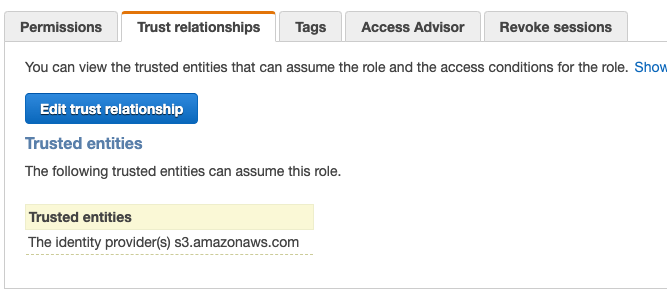 Permissions
Trust relationships
Tags
Access Advisor
Revoke sessions
You can view the trusted entities that can assume the role and the access conditions for the role. Show
Edit trust relationship
Trusted entities
The following trusted entities can assume this role.
Trusted entities
The identity provider(s) s3.amazonaws.com